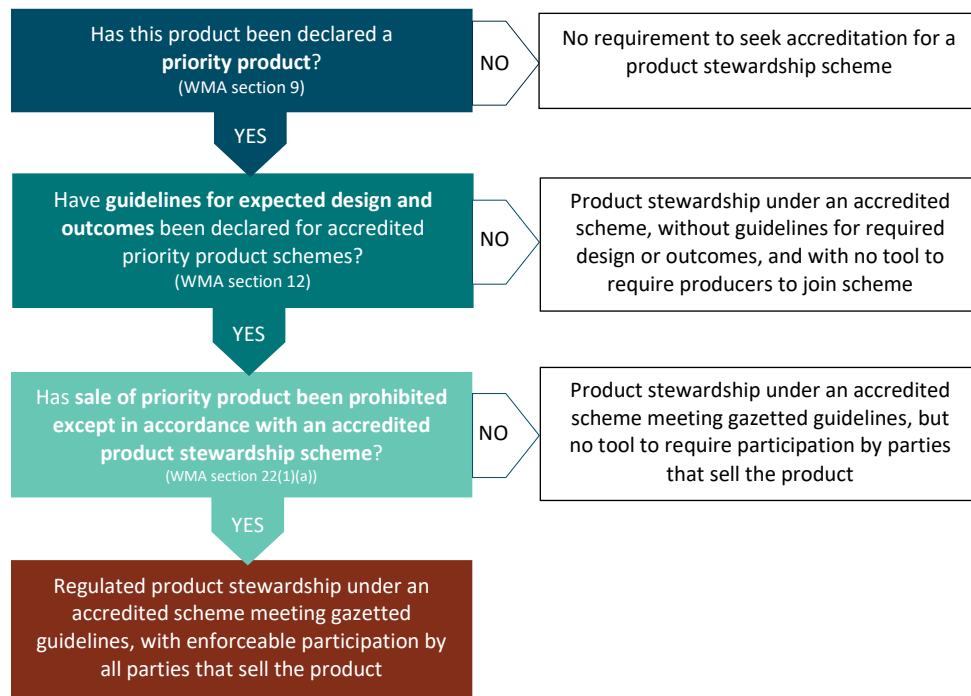 Has this product been declared a
priority product?
(WMA section 9)
NO
No requirement to seek accreditation for a
product stewardship scheme
YES
Have guidelines for expected design and
outcomes been declared for accredited
priority product schemes?
(WMA section 12)
NO
Product stewardship under an accredited
scheme, without guidelines for required
design or outcomes, and with no tool to
require producers to join scheme
YES
Has sale of priority product been prohibited
except in accordance with an accredited
product stewardship scheme?
(WMA section 22(1)(a))
NO
Product stewardship under an accredited
scheme meeting gazetted guidelines, but
no tool to require participation by parties
that sell the product
YES
Regulated product stewardship under an
accredited scheme meeting gazetted
guidelines, with enforceable participation by
all parties that sell the product